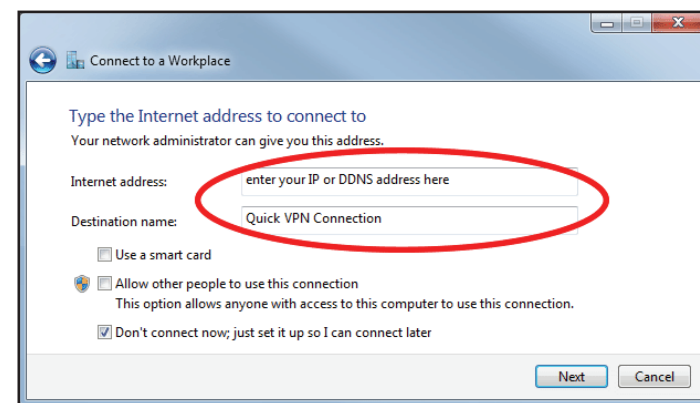 Connect to a Workplace
Type the Internet address to connect to
Your network administrator can give you this address.
Internet address: enter your IP or DDNS address here
Destination name: Quick VPN Connection
Use a smart card
Allow other people to use this connection
This option allows anyone with access to this computer to use this connection.
Don't connect now; just set it up so I can connect later
Next Cancel